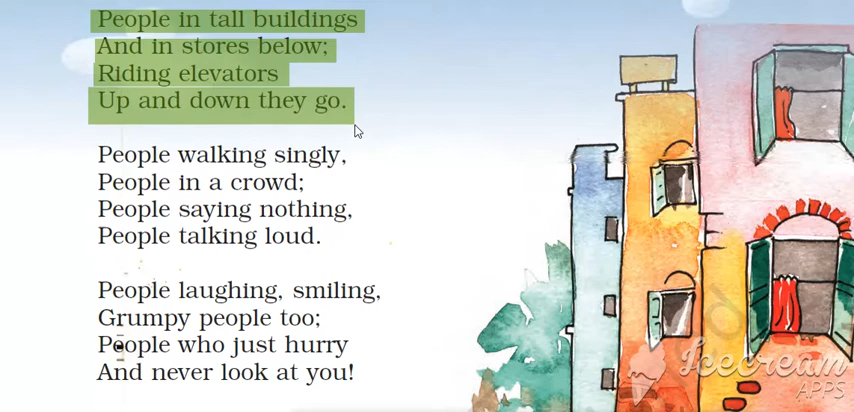 People in tall buildings
And in stores below;
Riding elevators
Up and down they go.
People walking singly,
People in a crowd;
People saying nothing,
People talking loud.
People laughing, smiling,
Grumpy people too;
People who just hurry
And never look at you!
Icecream
APPS